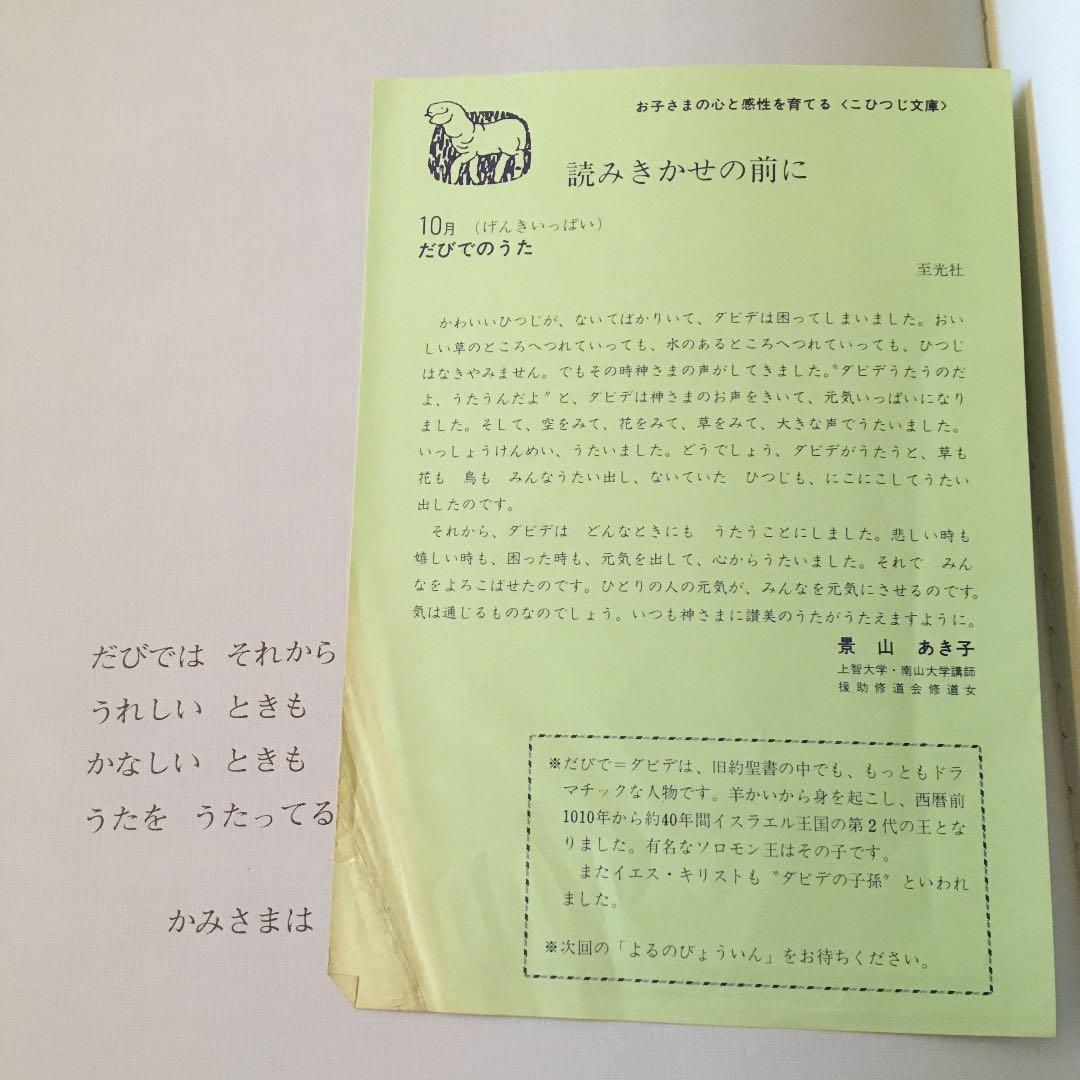 お子さまの心と感性を育てる〈こひつじ文庫〉
読みきかせの前に
10月 （げんきいっぱい）
だびでのうた
至光社
かわいいひつじが、ないてばかりいて、ダビデは困ってしまいました。おい
しい草のところへつれていっても、水のあるところへつれていっても、ひつじ
はなきやみません。でもその時神さまの声がしてきました。〝ダビデうたうのだ
よ、うたうんだよ〟と、ダビデは神さまのお声をきいて、元気いっぱいになり
ました。そして、空をみて、花をみて、草をみて、大きな声でうたいました。
いっしょうけんめい、うたいました。どうでしょう、ダビデがうたうと、草も
花も　鳥も　みんなうたい出し、ないていた　ひつじも、にこにこしてうたい
出したのです。
それから、ダビデは　どんなときにも　うたうことにしました。悲しい時も
嬉しい時も、困った時も、元気を出して、心からうたいました。それで　みん
なをよろこばせたのです。ひとりの人の元気が、みんなを元気にさせるのです。
気は通じるものなのでしょう。いつも神さまに讃美のうたがうたえますように。
景　山　あき子
上智大学・南山大学講師
援助修道会修道女
※だびで＝ダビデは、旧約聖書の中でも、もっともドラ
マチックな人物です。羊かいから身を起こし、西暦前
1010年から約40年間イスラエル王国の第2代の王とな
りました。有名なソロモン王はその子です。
またイエス・キリストも〝ダビデの子孫〟といわれ
ました。
※次回の「よるのびょういん」をお待ちください。
だびでは　それから
うれしい　ときも
かなしい　ときも
うたを　うたってる
かみさまは